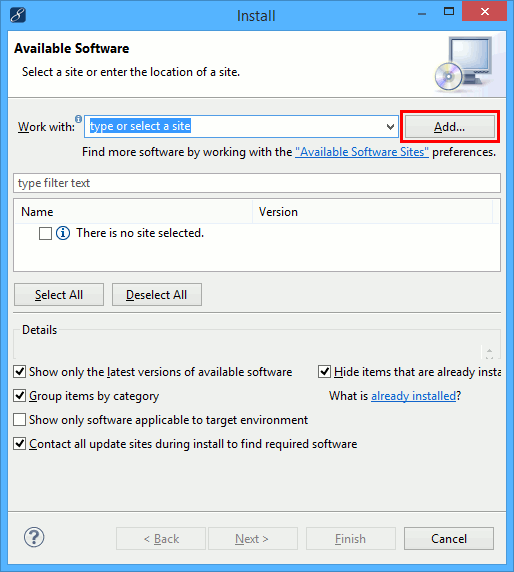 Install
Available Software
Select a site or enter the location of a site.
Work with: type or select a site Add...
Find more software by working with the "Available Software Sites" preferences.
type filter text
Name Version
There is no site selected.
Select All Deselect All
Details
Show only the latest versions of available software Hide items that are already insta
Group items by category What is already installed?
Show only software applicable to target environment
Contact all update sites during install to find required software
< Back Next > Finish Cancel